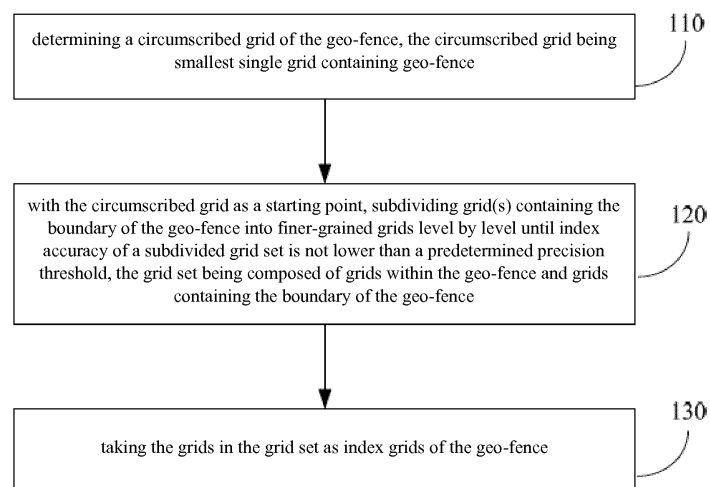 110
determining a circumscribed grid of the geo-fence, the circumscribed grid being
smallest single grid containing geo-fence
with the circumscribed grid as a starting point, subdividing grid(s) containing the
boundary of the geo-fence into finer-grained grids level by level until index
accuracy of a subdivided grid set is not lower than a predetermined precision
threshold, the grid set being composed of grids within the geo-fence and grids
containing the boundary of the geo-fence
120
130
taking the grids in the grid set as index grids of the geo-fence